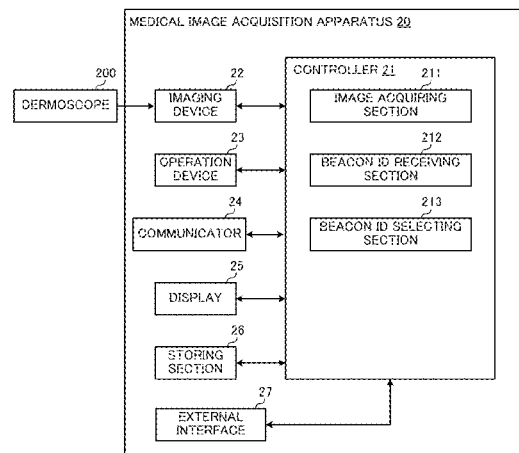 MEDICAL IMAGE ACQUISITION APPARATUS 20
200
DERMOSCOPE
22
IMAGING
DEVICE
23
OPERATION
DEVICE
24
COMMUNICATOR
25
DISPLAY
26
STORING
SECTION
27
EXTERNAL
INTERFACE
CONTROLLER 21
211
IMAGE ACQUIRING
SECTION
212
BEACON ID RECEIVING
SECTION
213
BEACON ID SELECTING
SECTION